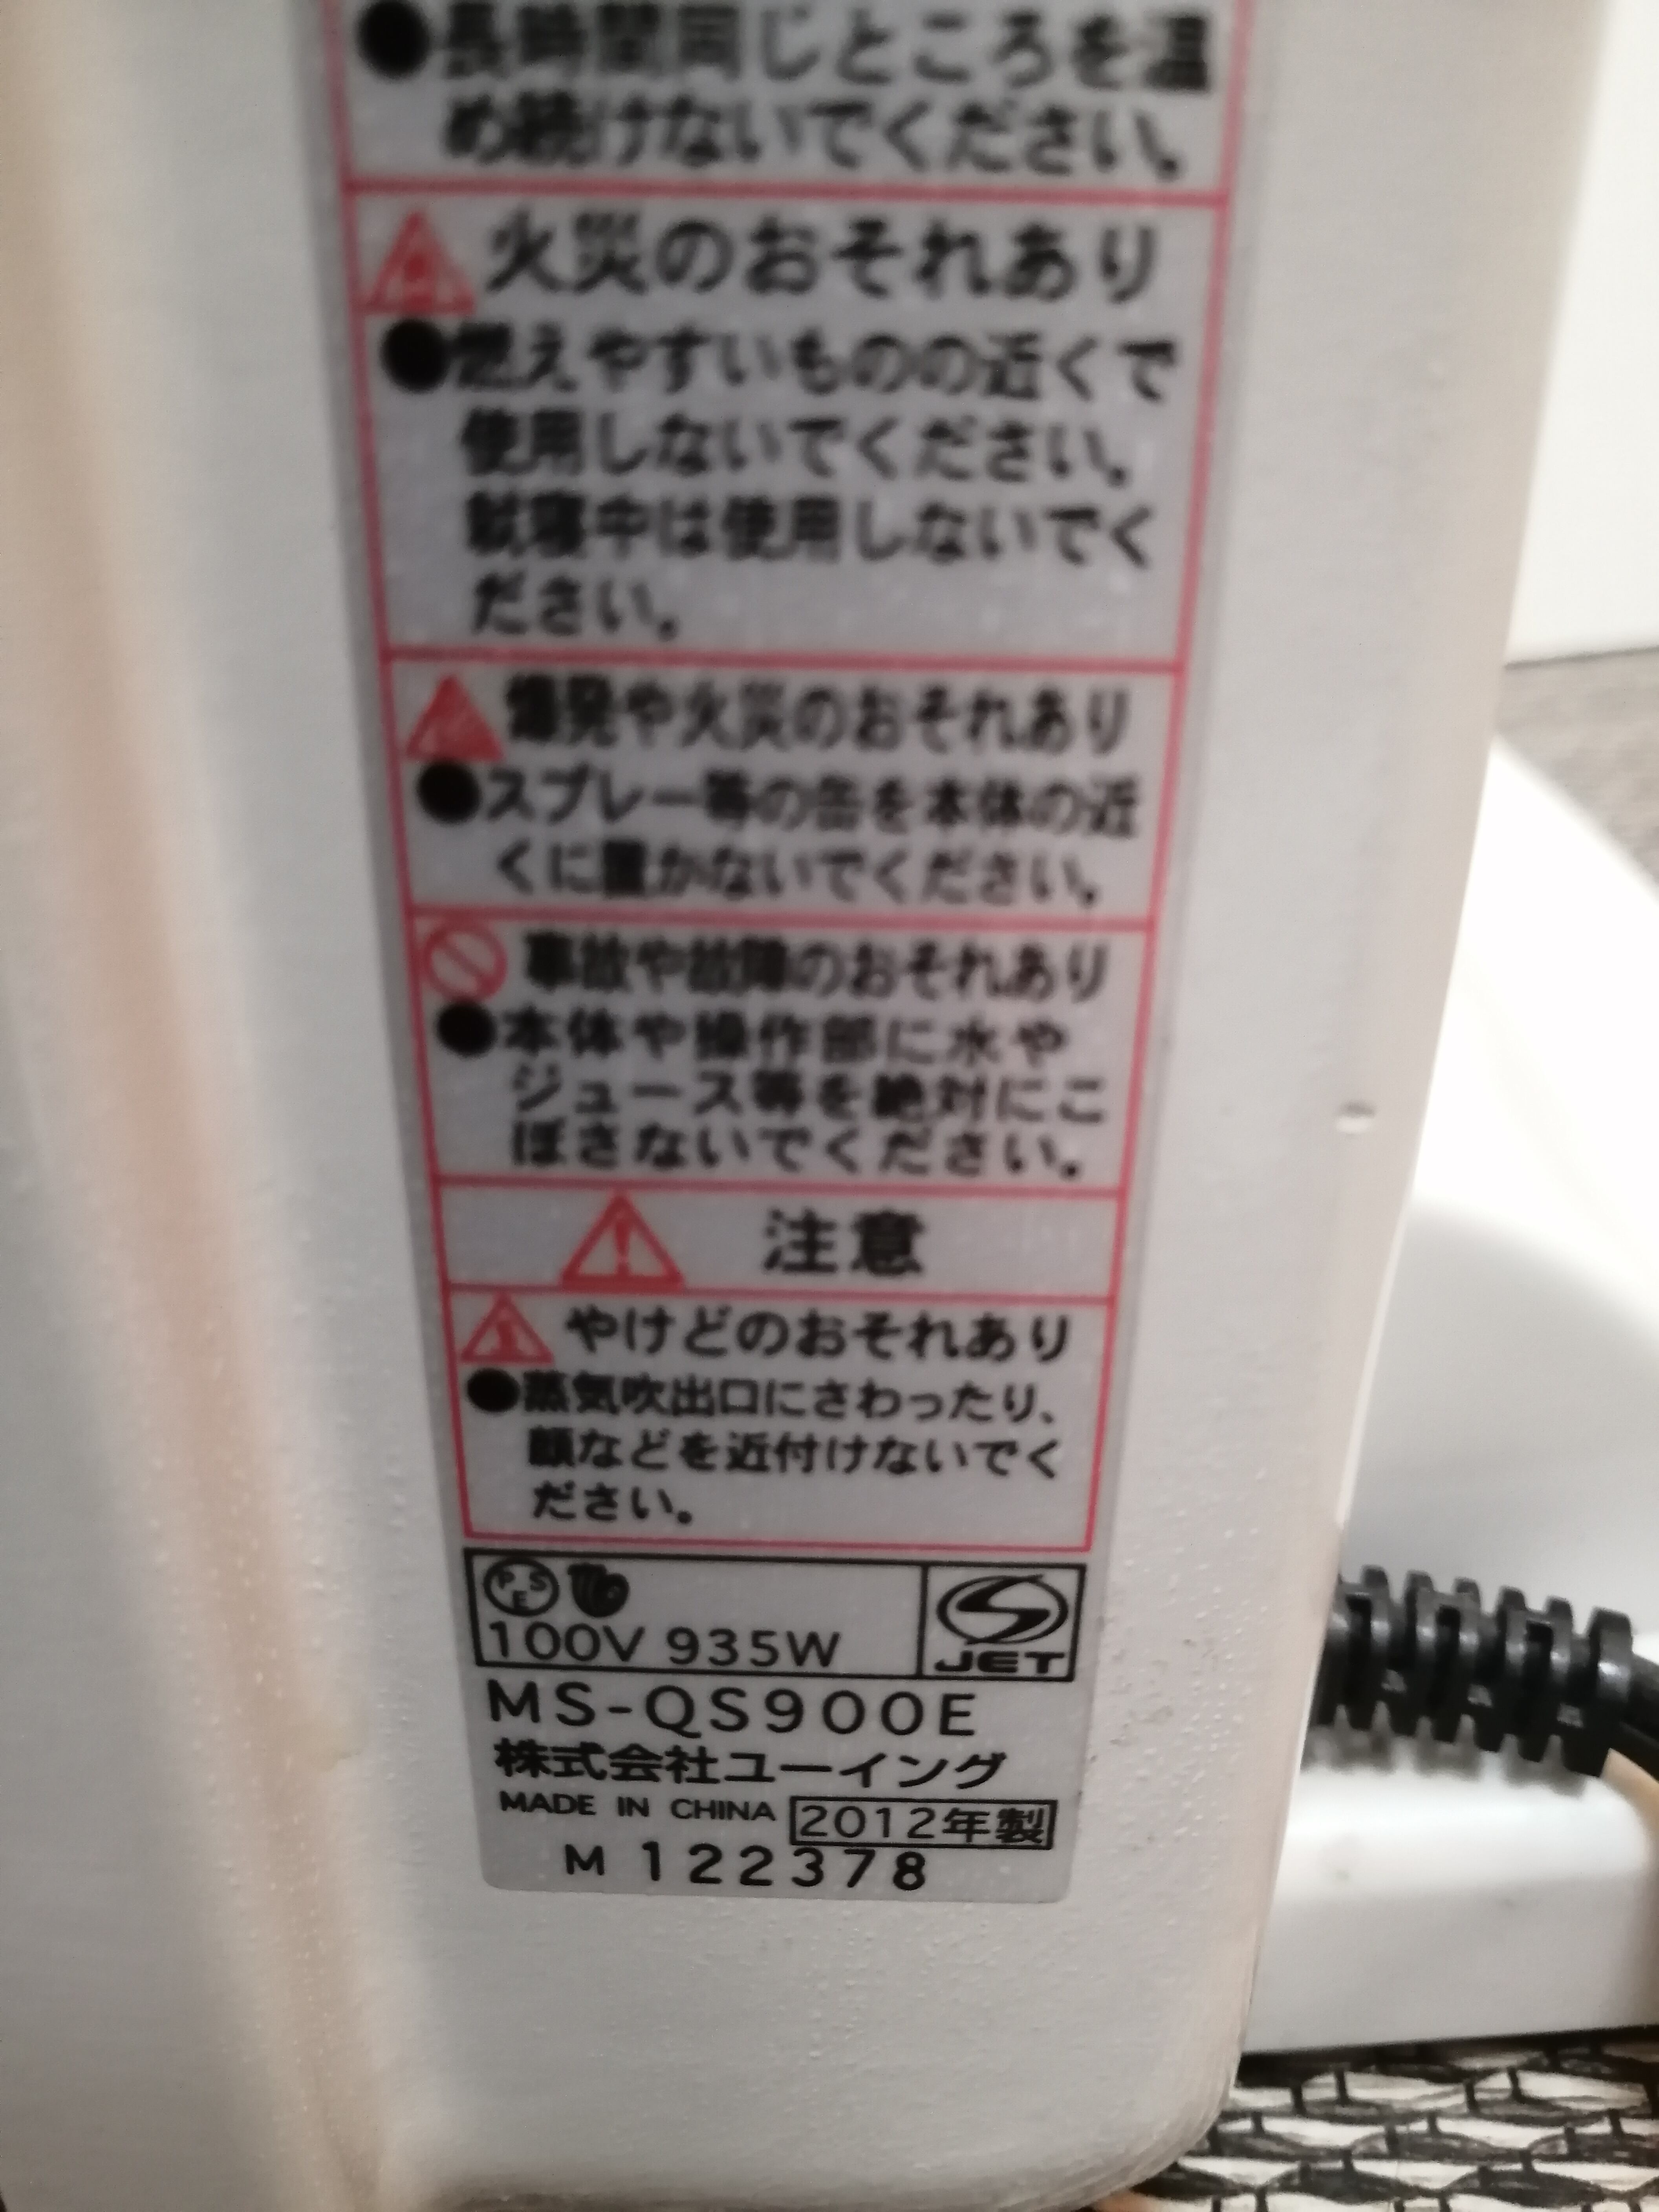 ●長時間同じところを温
め続けないでください。
火災のおそれあり
●燃えやすいものの近くで
使用しないでください。
就寝中は使用しないでく
ださい。
爆発や火災のおそれあり
●スプレー等の缶を本体の近
くに置かないでください。
事故や故障のおそれあり
●本体や操作部に水や
ジュース等を絶対にこ
ぼさないでください。
注意
やけどのおそれあり
●蒸気吹出口にさわったり、
顔などを近付けないでく
ださい。
PSE
100V 935W
JET
MS-QS900E
株式会社ユーイング
MADE IN CHINA 2012年製
M 122378